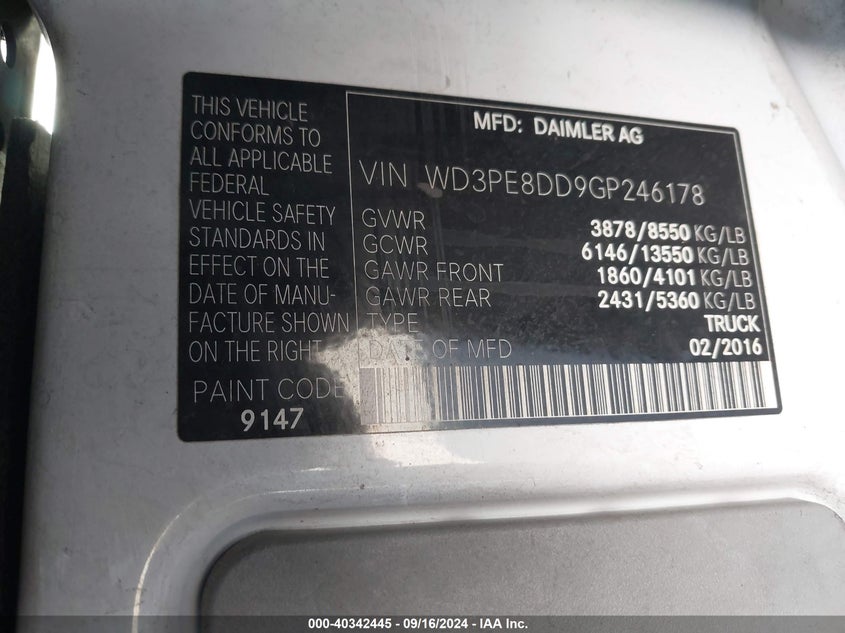 THIS VEHICLE
CONFORMS TO
ALL APPLICABLE
FEDERAL
VEHICLE SAFETY
STANDARDS IN
EFFECT ON THE
DATE OF MANU-
FACTURE SHOWN
ON THE RIGHT
PAINT CODE
9147
MFD: DAIMLER AG
VIN WD3PE8DD9GP246178
GVWR 3878/8550 KG/LB
GCWR 6146/13550 KG/LB
GAWR FRONT 1860/4101 KG/LB
GAWR REAR 2431/5360 KG/LB
TYPE TRUCK
DATE OF MFD 02/2016
000-40342445 - 09/16/2024 - IAA Inc.